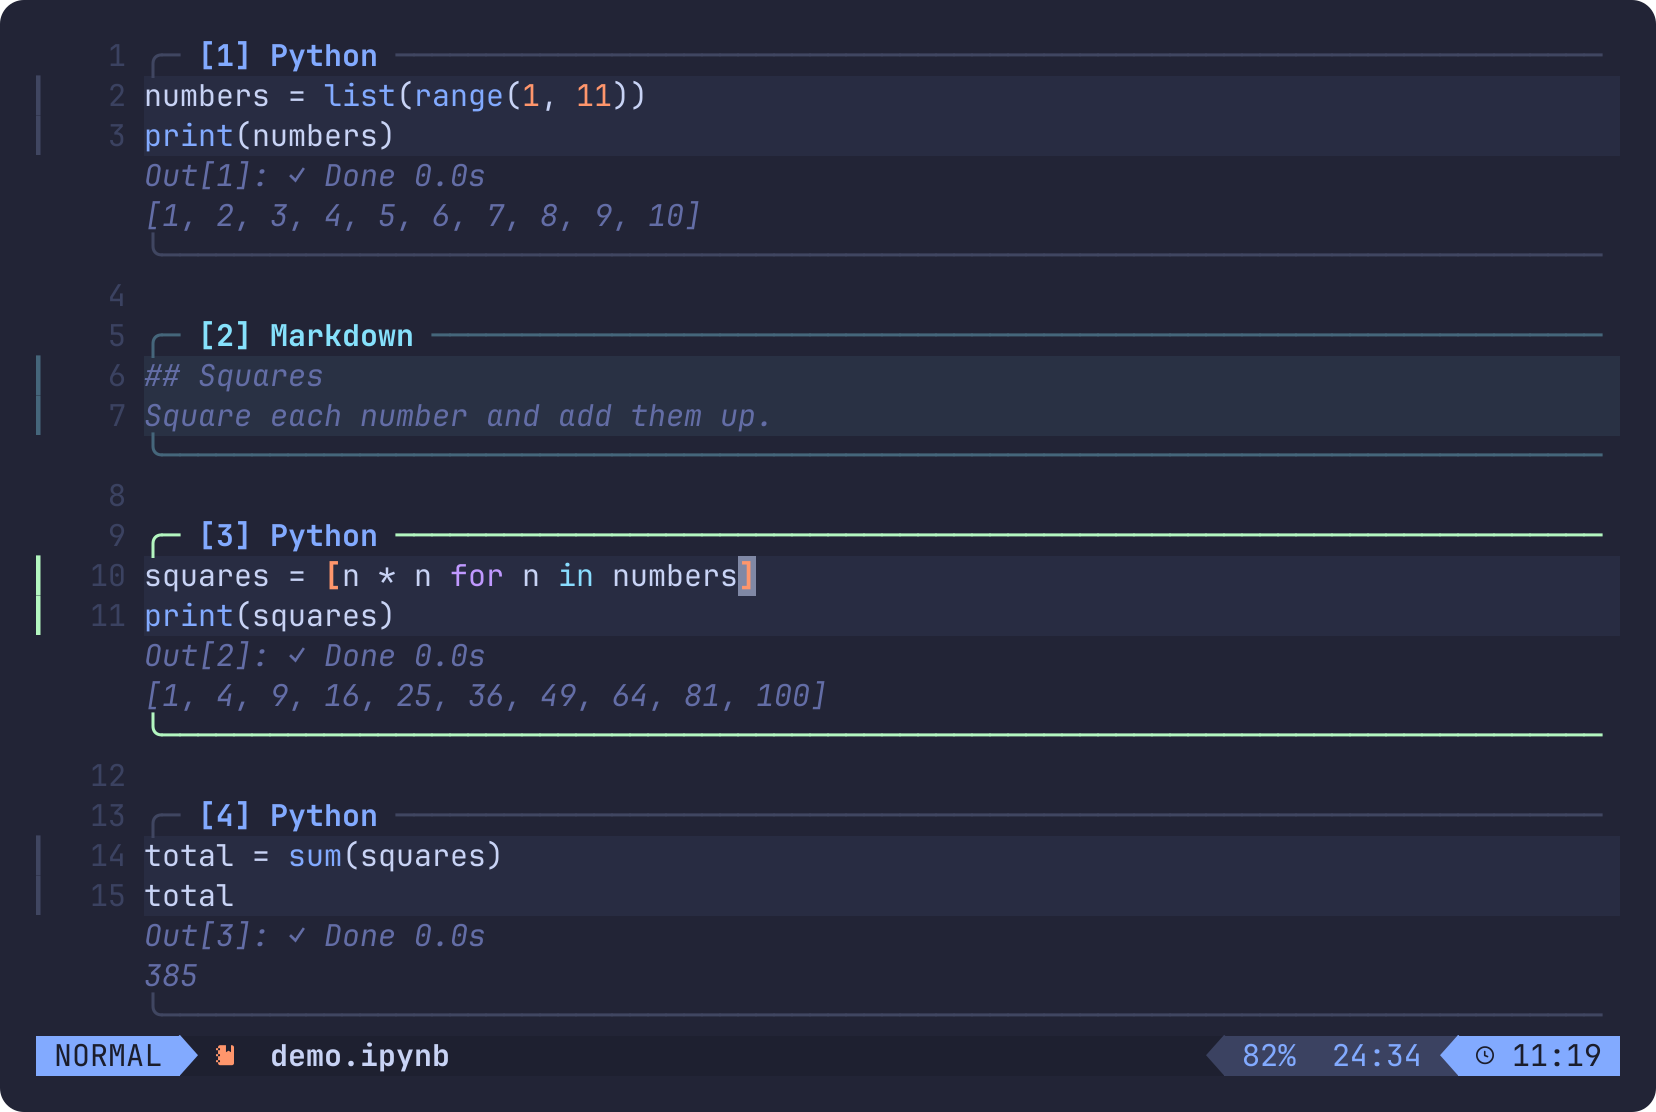 1 [1] Python
2 numbers = list(range(1, 11))
3 print(numbers)
Out[1]: ✓ Done 0.0s
[1, 2, 3, 4, 5, 6, 7, 8, 9, 10]
4
5 [2] Markdown
6 ## Squares
7 Square each number and add them up.
8
9 [3] Python
10 squares = [n * n for n in numbers]
11 print(squares)
Out[2]: ✓ Done 0.0s
[1, 4, 9, 16, 25, 36, 49, 64, 81, 100]
12
13 [4] Python
14 total = sum(squares)
15 total
Out[3]: ✓ Done 0.0s
385
NORMAL demo.ipynb 82% 24:34 11:19